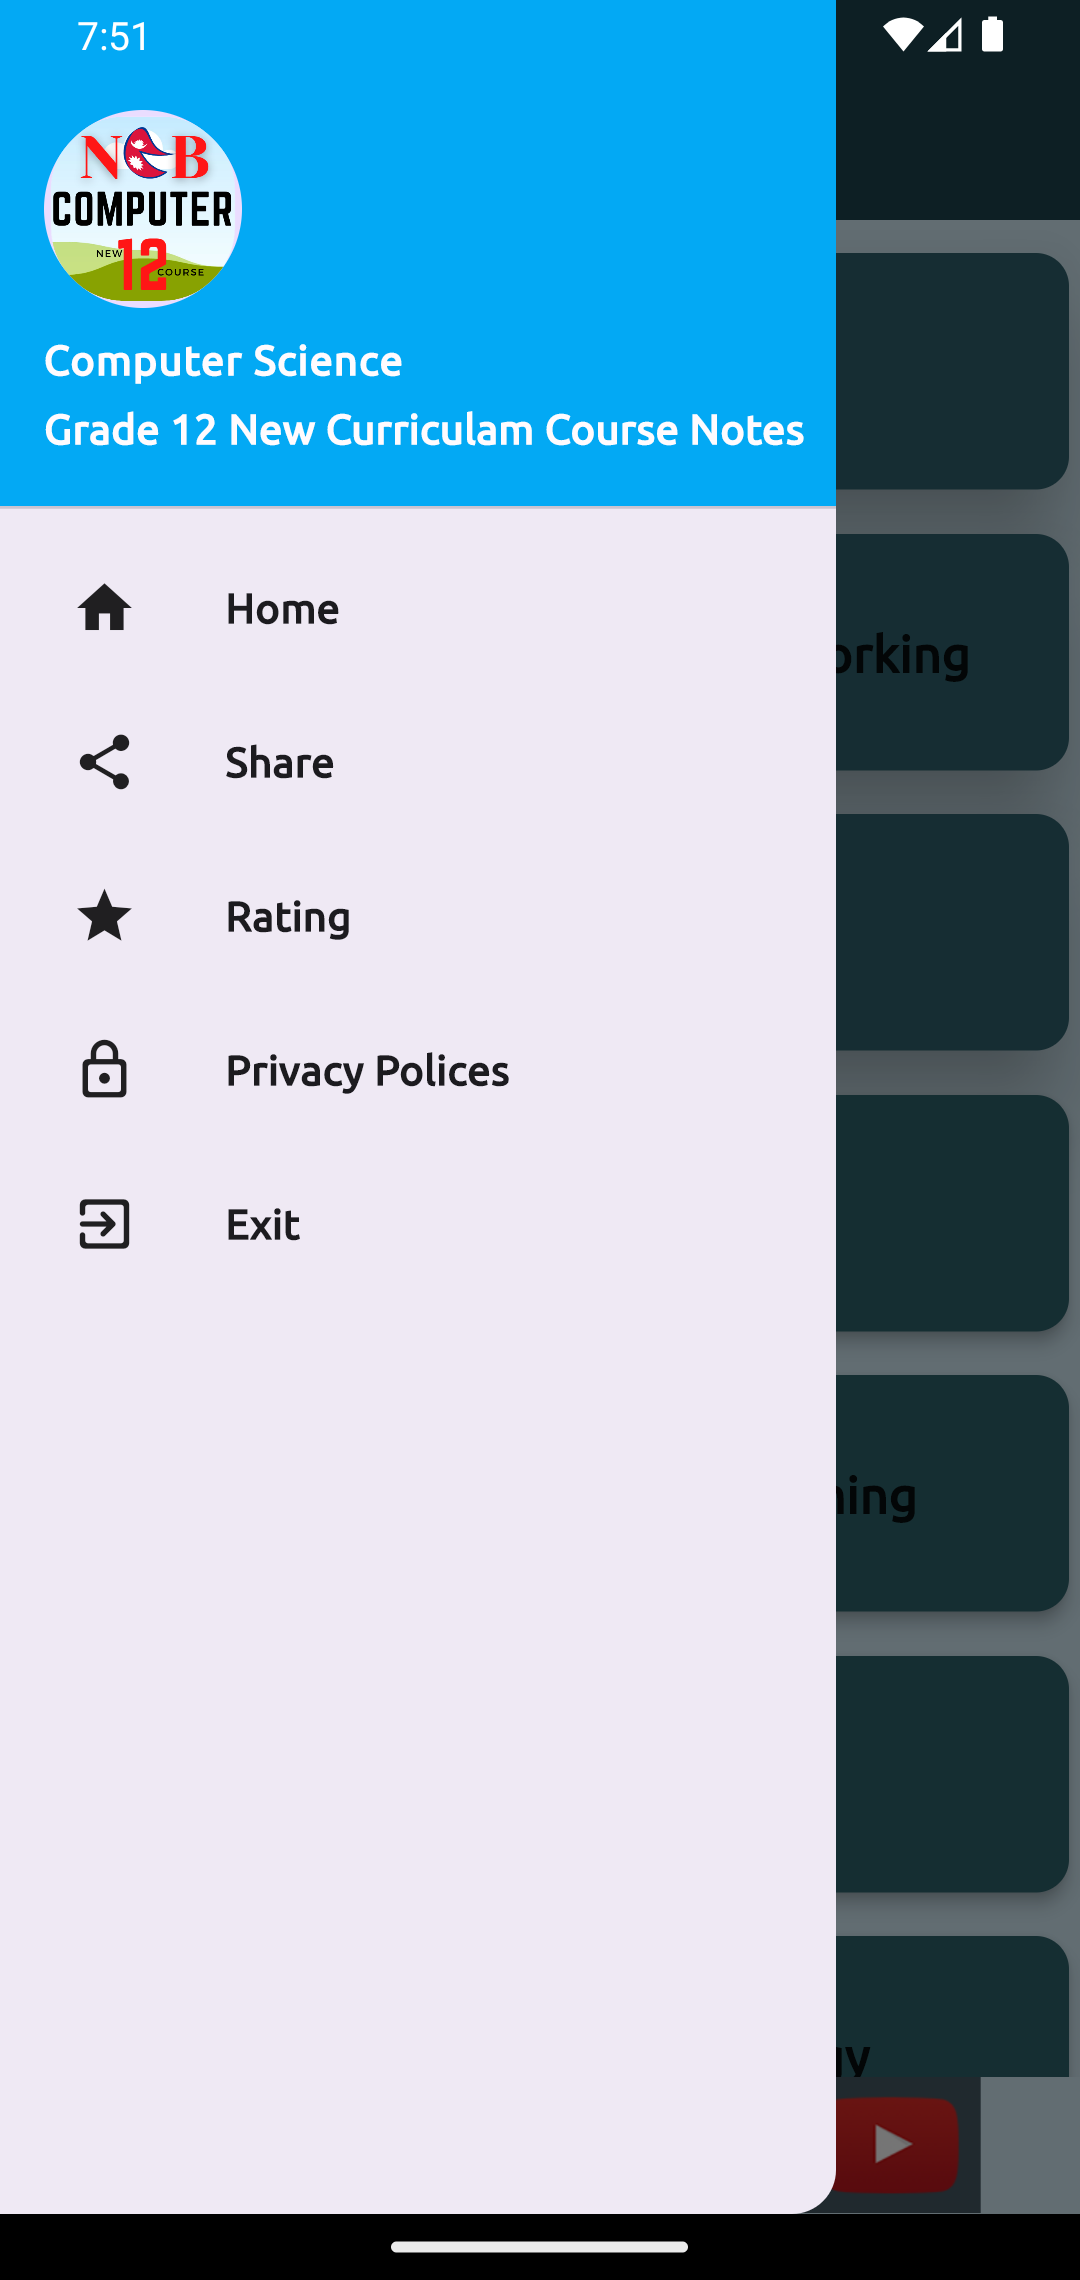 7:51
N B
COMPUTER
NEW 12 COURSE
Computer Science
Grade 12 New Curriculam Course Notes
Home
orking
Share
Rating
Privacy Polices
Exit
ning
gy